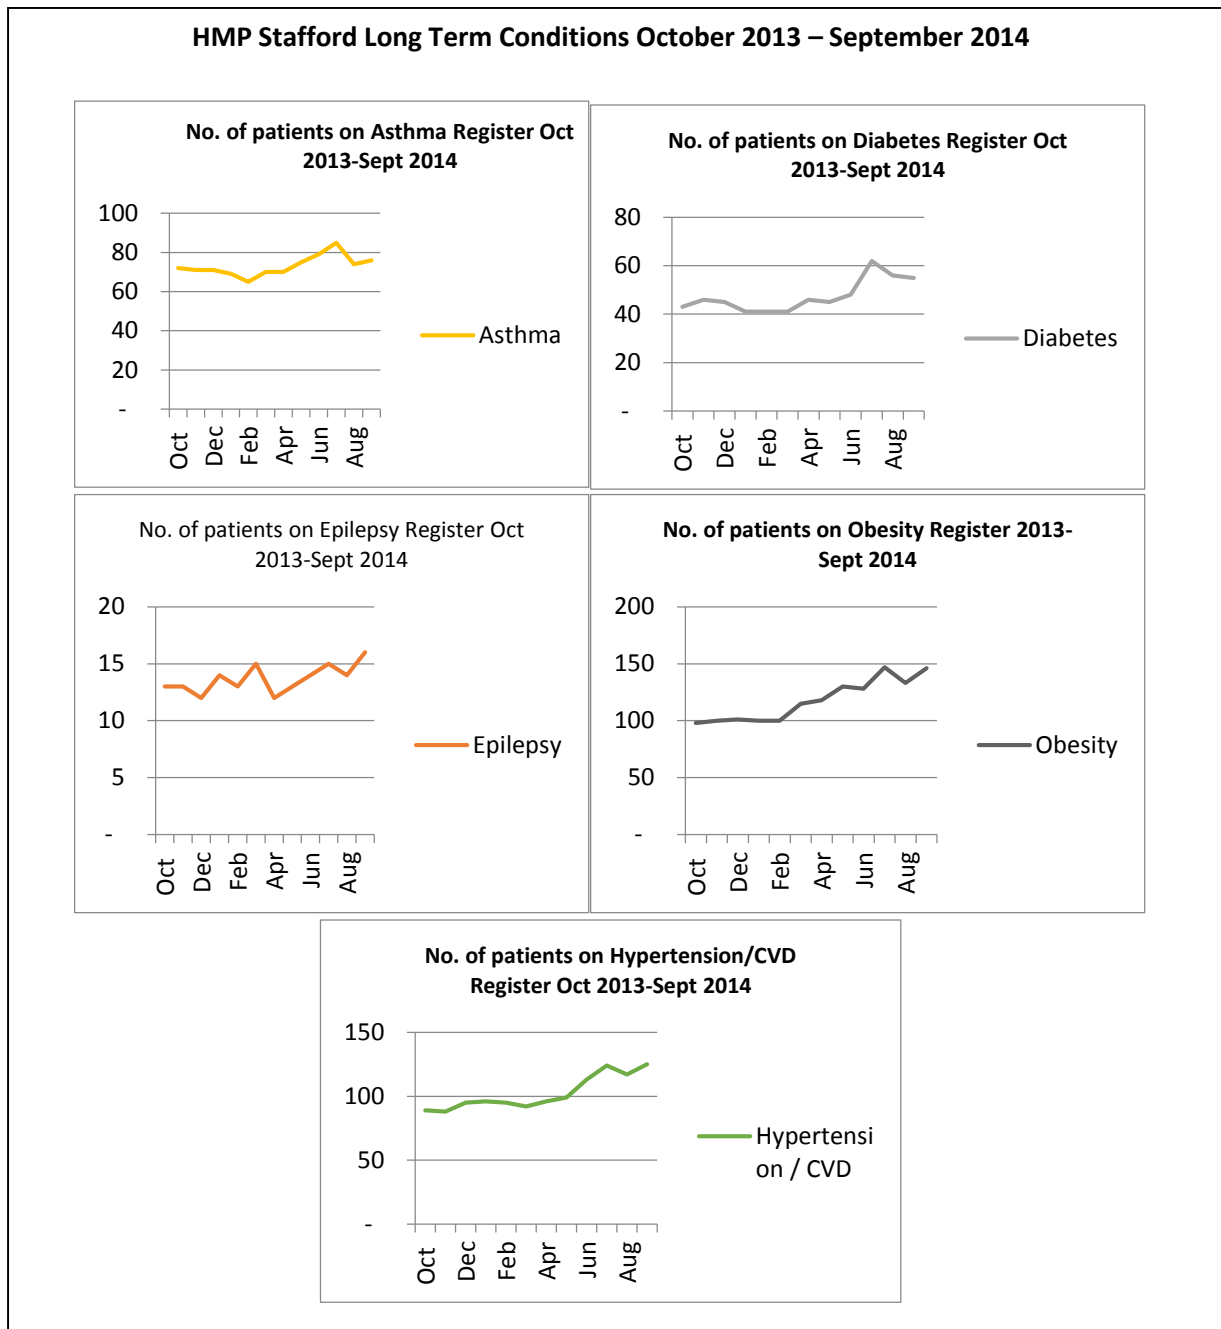 HMP Stafford Long Term Conditions October 2013 – September 2014
No. of patients on Asthma Register Oct
2013-Sept 2014
100
80
60
40
20
-
Oct
Dec
Feb
Apr
Jun
Aug
Asthma
No. of patients on Diabetes Register Oct
2013-Sept 2014
80
60
40
20
-
Oct
Dec
Feb
Apr
Jun
Aug
Diabetes
No. of patients on Epilepsy Register Oct
2013-Sept 2014
20
15
10
5
-
Oct
Dec
Feb
Apr
Jun
Aug
Epilepsy
No. of patients on Obesity Register 2013-
Sept 2014
200
150
100
50
-
Oct
Dec
Feb
Apr
Jun
Aug
Obesity
No. of patients on Hypertension/CVD
Register Oct 2013-Sept 2014
150
100
50
-
Oct
Dec
Feb
Apr
Jun
Aug
Hypertensi
on / CVD